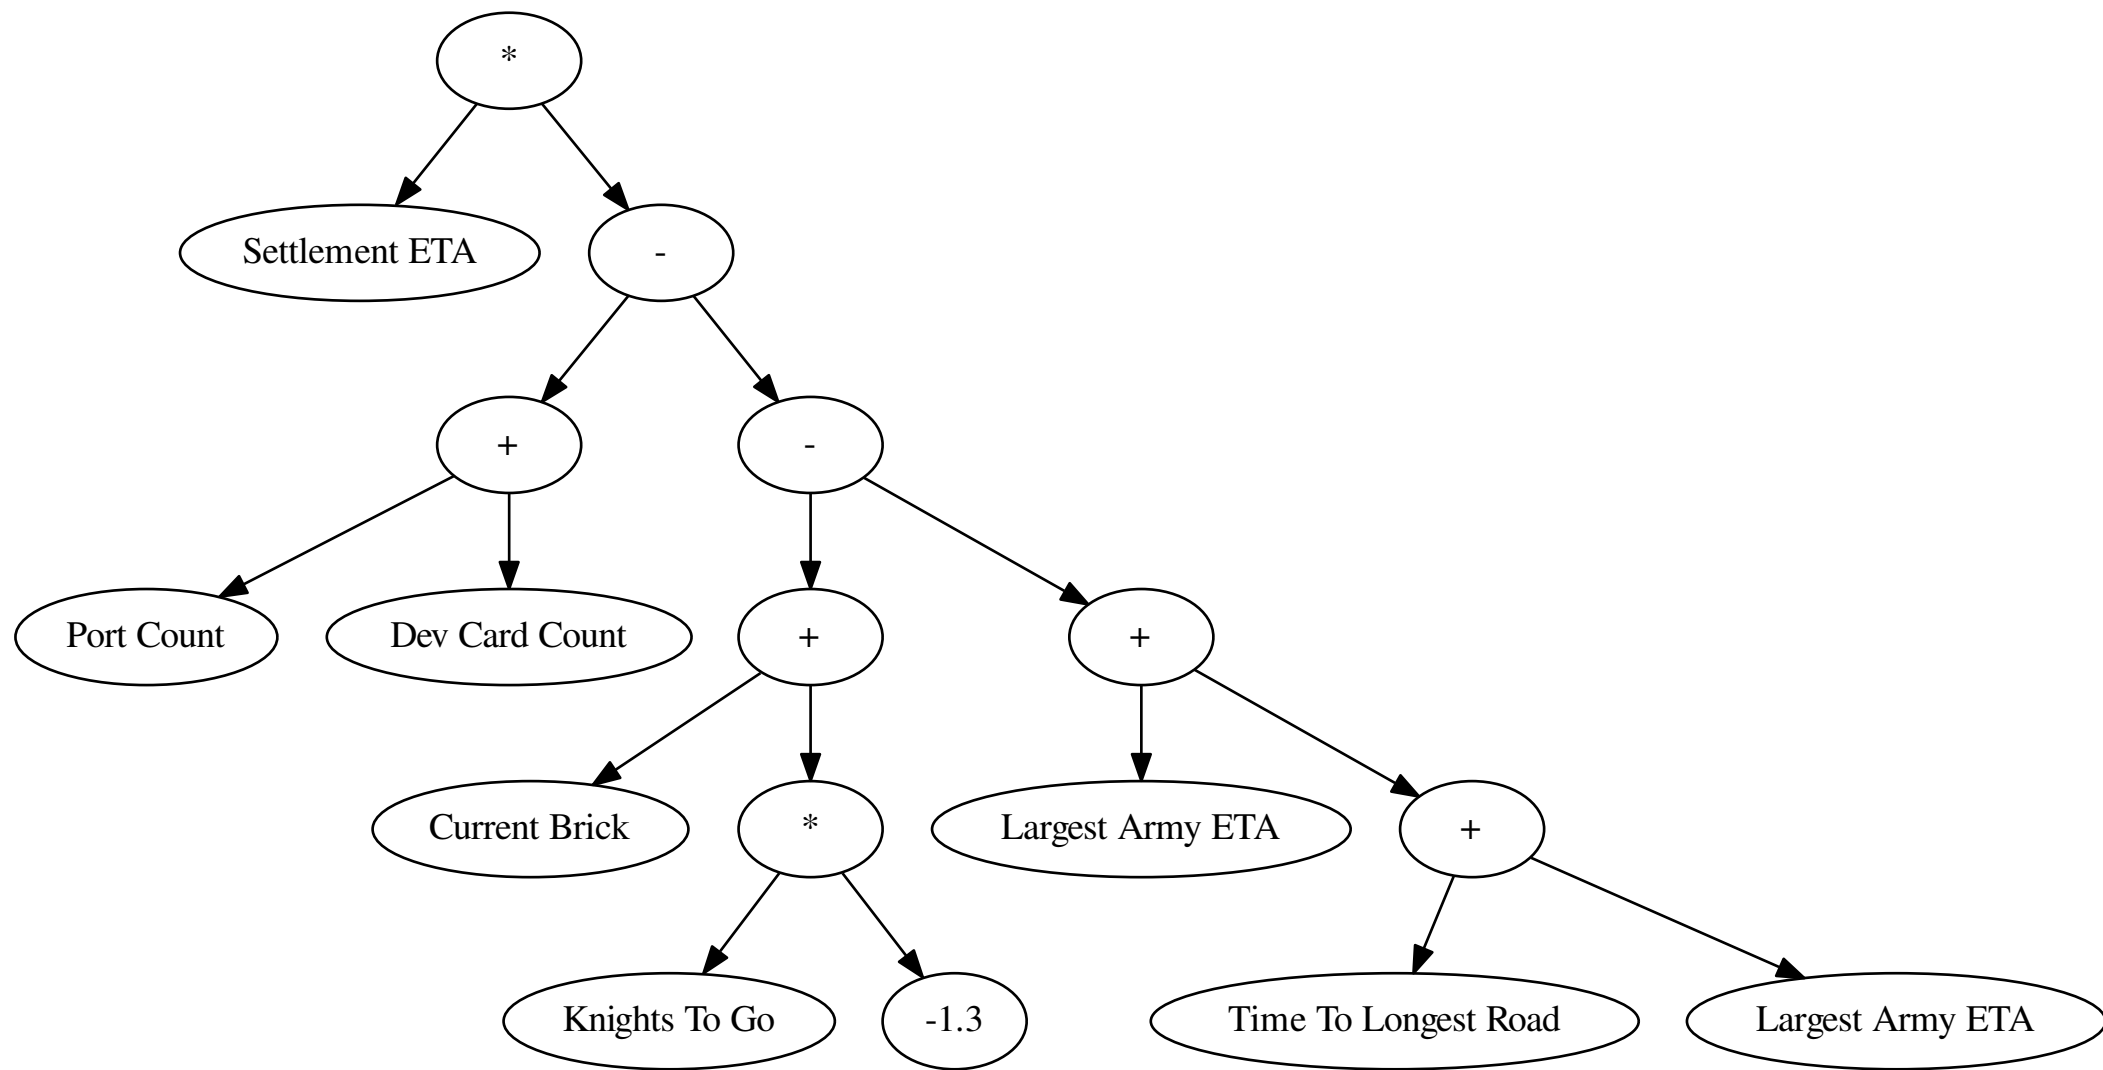 *
Settlement ETA
-
+
-
Port Count
Dev Card Count
+
+
Current Brick
*
Largest Army ETA
+
Knights To Go
-1.3
Time To Longest Road
Largest Army ETA